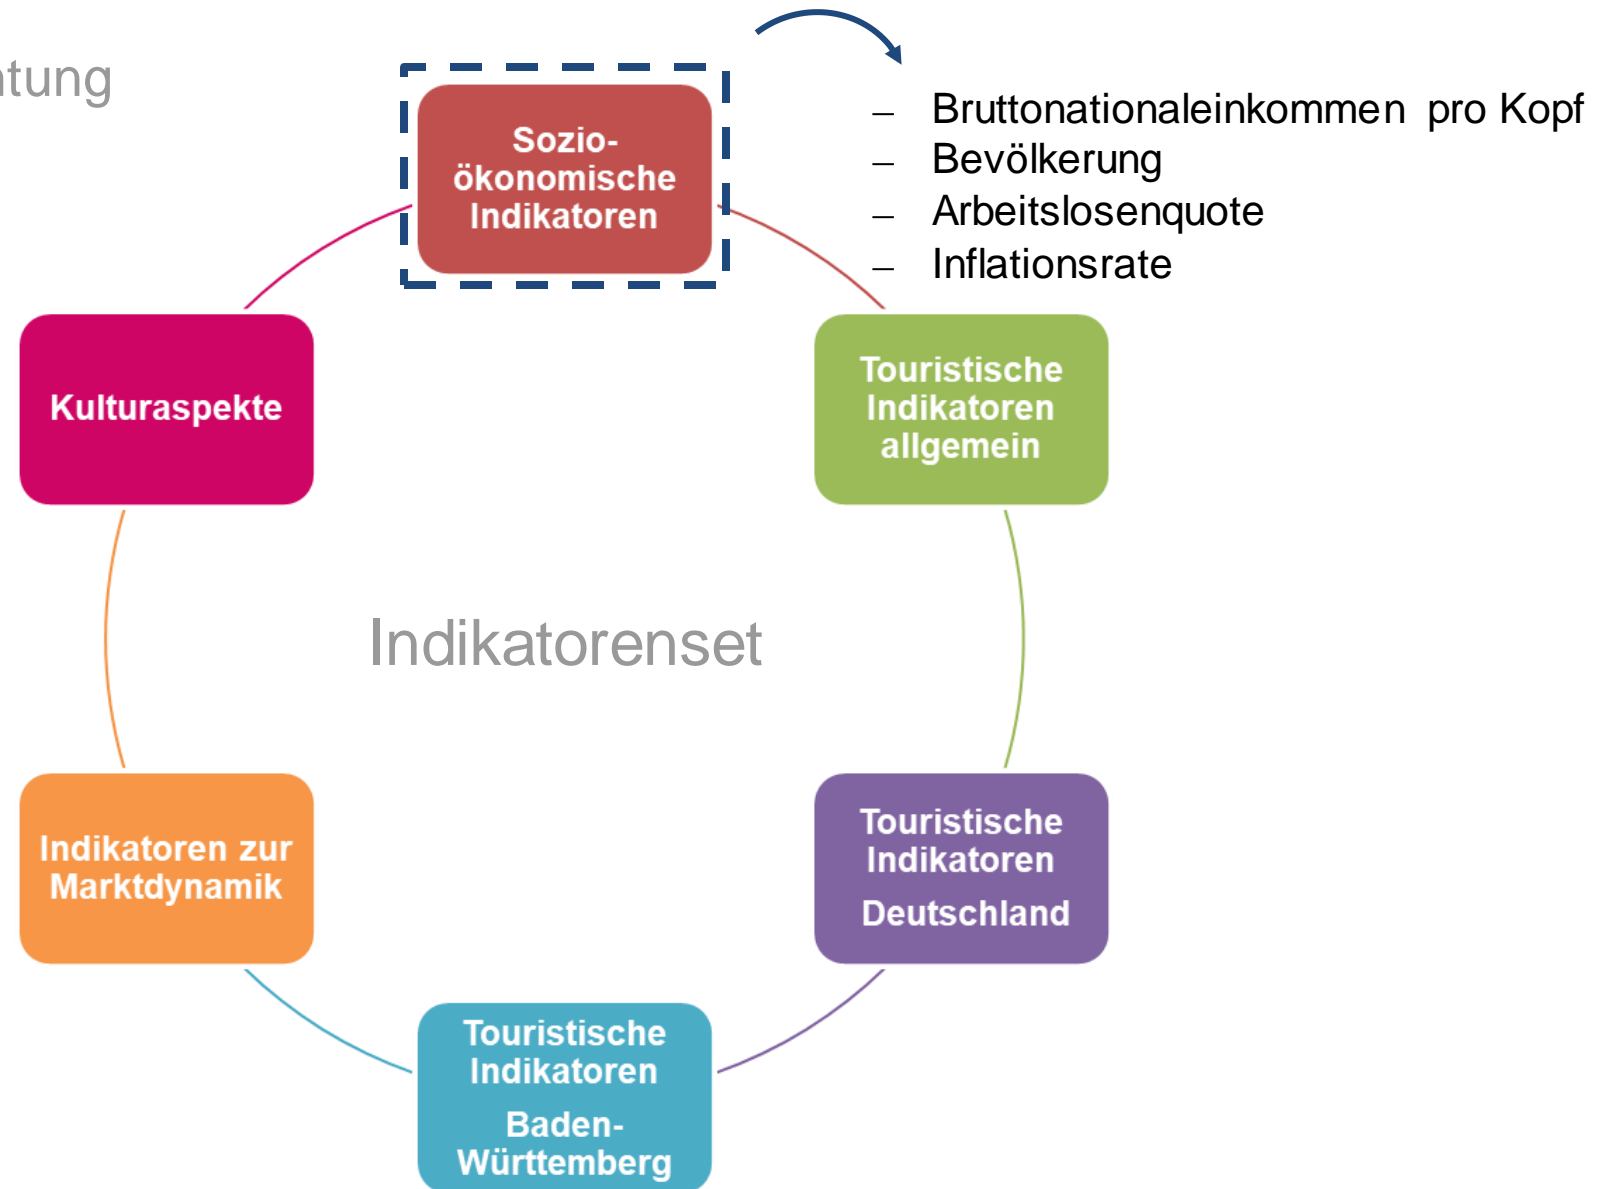 ntung
Sozio-
ökonomische
Indikatoren
– Bruttonationaleinkommen pro Kopf
– Bevölkerung
– Arbeitslosenquote
– Inflationsrate
Kulturaspekte
Touristische
Indikatoren
allgemein
Indikatorenset
Indikatoren zur
Marktdynamik
Touristische
Indikatoren
Deutschland
Touristische
Indikatoren
Baden-
Württemberg